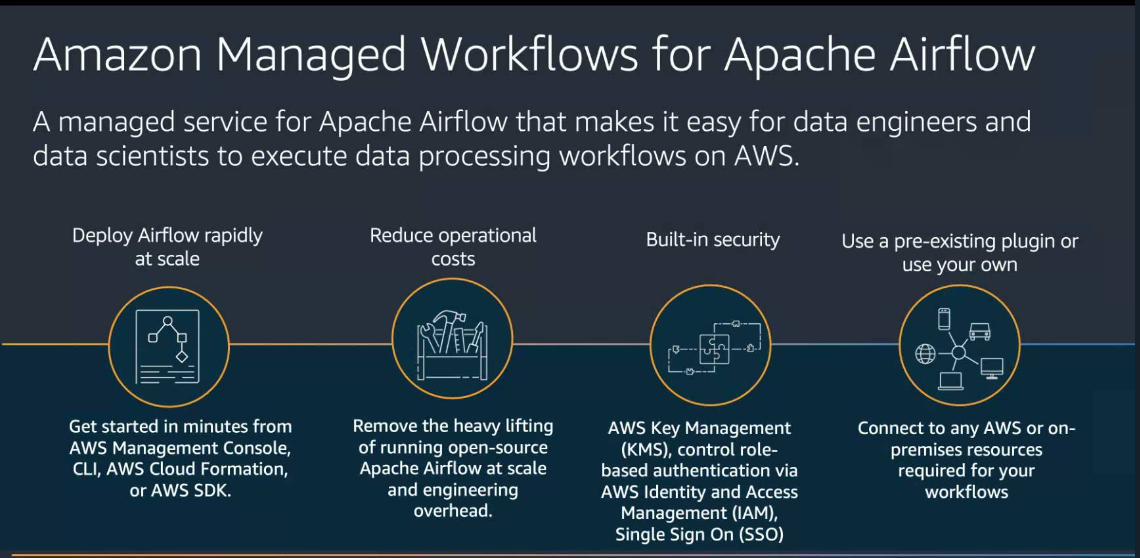 Amazon Managed Workflows for Apache Airflow
A managed service for Apache Airflow that makes it easy for data engineers and
data scientists to execute data processing workflows on AWS.
Deploy Airflow rapidly
at scale
Get started in minutes from
AWS Management Console,
CLI, AWS Cloud Formation,
or AWS SDK.
Reduce operational
costs
Remove the heavy lifting
of running open-source
Apache Airflow at scale
and engineering
overhead.
Built-in security
AWS Key Management
(KMS), control role-
based authentication via
AWS Identity and Access
Management (IAM),
Single Sign On (SSO)
Use a pre-existing plugin or
use your own
Connect to any AWS or on-
premises resources
required for your
workflows